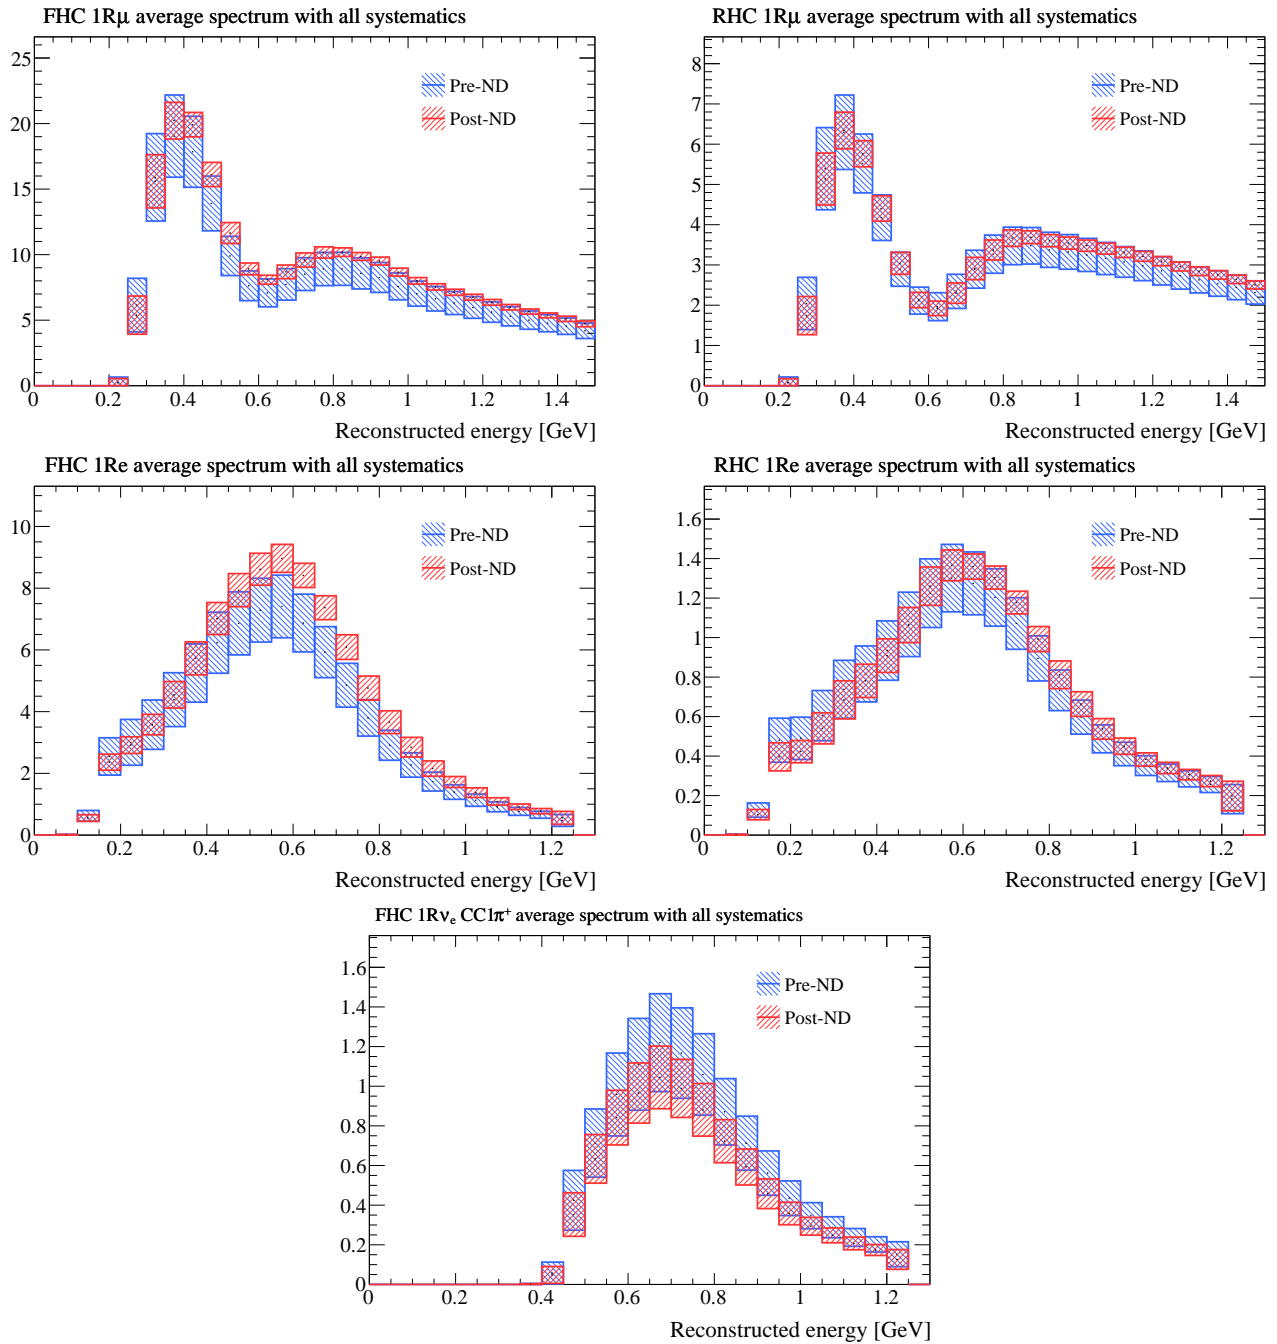 FHC 1Rμ average spectrum with all systematics
25
20
15
10
5
0
Pre-ND
Post-ND
0 0.2 0.4 0.6 0.8 1 1.2 1.4
Reconstructed energy [GeV]
RHC 1Rμ average spectrum with all systematics
8
7
6
5
4
3
2
1
0
Pre-ND
Post-ND
0 0.2 0.4 0.6 0.8 1 1.2 1.4
Reconstructed energy [GeV]
FHC 1Re average spectrum with all systematics
10
8
6
4
2
0
Pre-ND
Post-ND
0 0.2 0.4 0.6 0.8 1 1.2
Reconstructed energy [GeV]
RHC 1Re average spectrum with all systematics
1.6
1.4
1.2
1
0.8
0.6
0.4
0.2
0
Pre-ND
Post-ND
0 0.2 0.4 0.6 0.8 1 1.2
Reconstructed energy [GeV]
FHC 1Rνₑ CC1π⁺ average spectrum with all systematics
1.6
1.4
1.2
1
0.8
0.6
0.4
0.2
0
Pre-ND
Post-ND
0 0.2 0.4 0.6 0.8 1 1.2
Reconstructed energy [GeV]